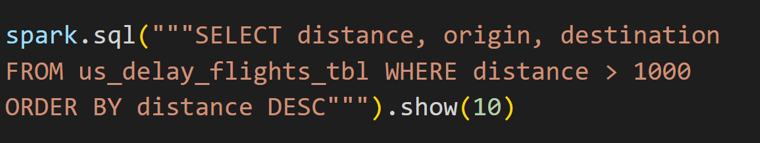 spark.sql("""SELECT distance, origin, destination
FROM us_delay_flights_tbl WHERE distance > 1000
ORDER BY distance DESC""").show(10)